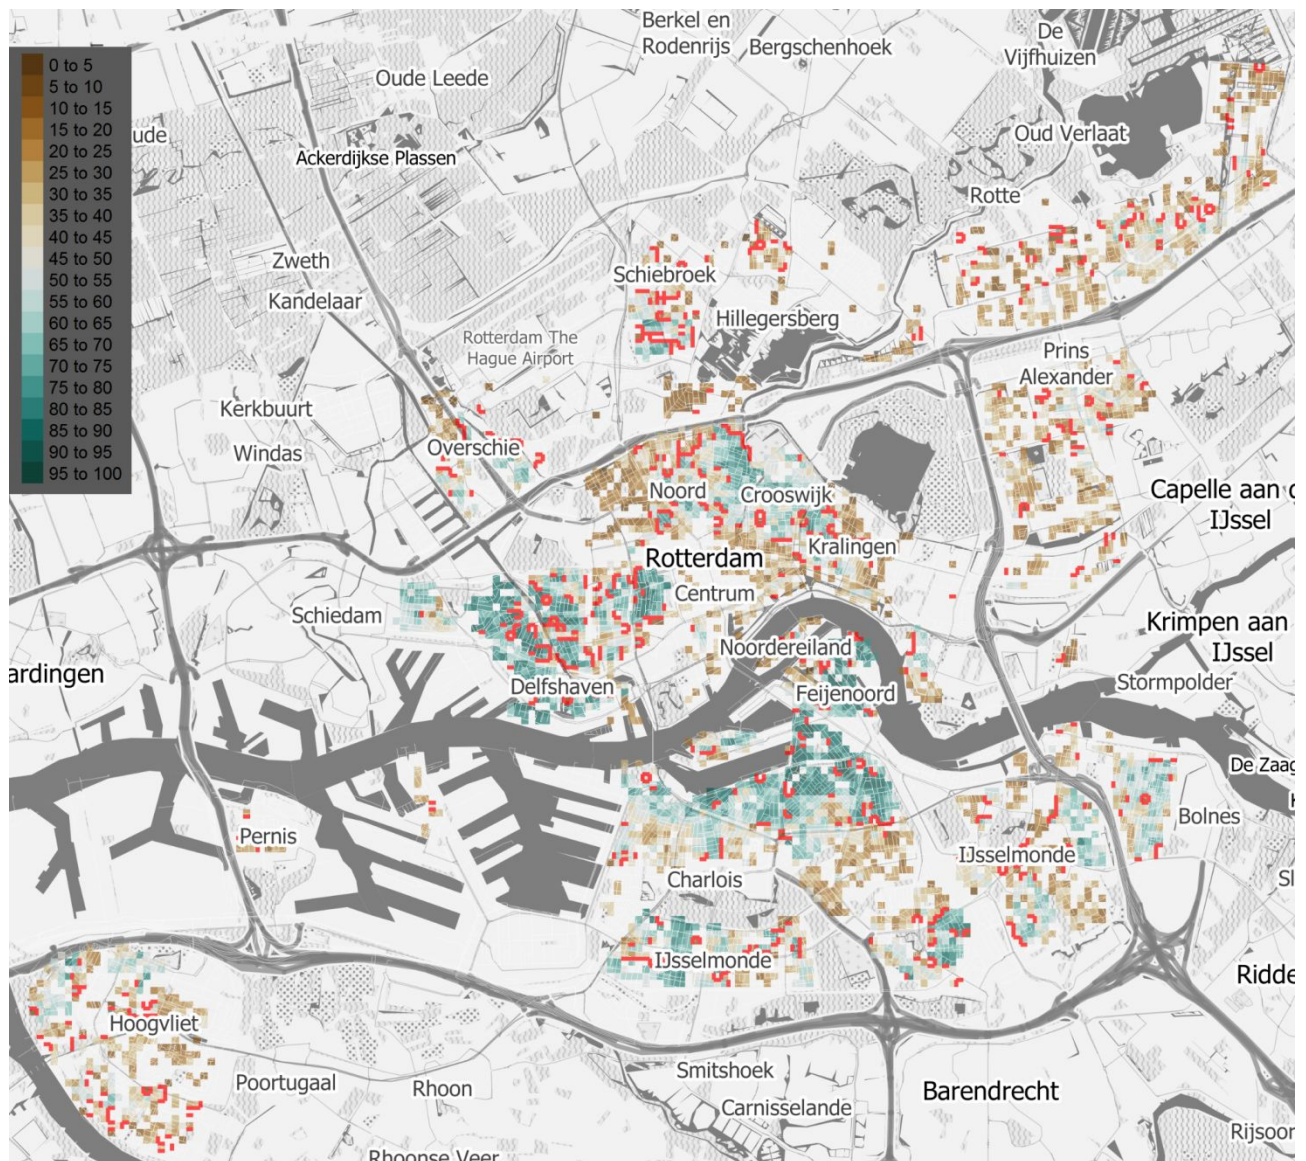 Berkel en
Rodenrijs
Bergschenhoek
De
Vijfhuizen
0 to 5
5 to 10
10 to 15
15 to 20
20 to 25
25 to 30
30 to 35
35 to 40
40 to 45
45 to 50
50 to 55
55 to 60
60 to 65
65 to 70
70 to 75
75 to 80
80 to 85
85 to 90
90 to 95
95 to 100
Oude Leede
ude
Ackerdijkse Plassen
Oud Verlaat
Rotte
Zweth
Schiebroek
Kandelaar
Hillegersberg
Rotterdam The
Hague Airport
Prins
Alexander
Kerkbuurt
Overschie
Windas
Noord
Crooswijk
Capelle aan d
IJssel
Rotterdam
Kralingen
Centrum
Schiedam
Krimpen aan
IJssel
Noordereiland
ardingen
Delfshaven
Feijenoord
Stormpolder
De Zaag
Pernis
Bolnes
IJsselmonde
Charlois
Sl
IJsselmonde
Ridde
Hoogvliet
Smitshoek
Poortugaal
Rhoon
Barendrecht
Carnisselande
Rijsoor
Rhoonse Veer